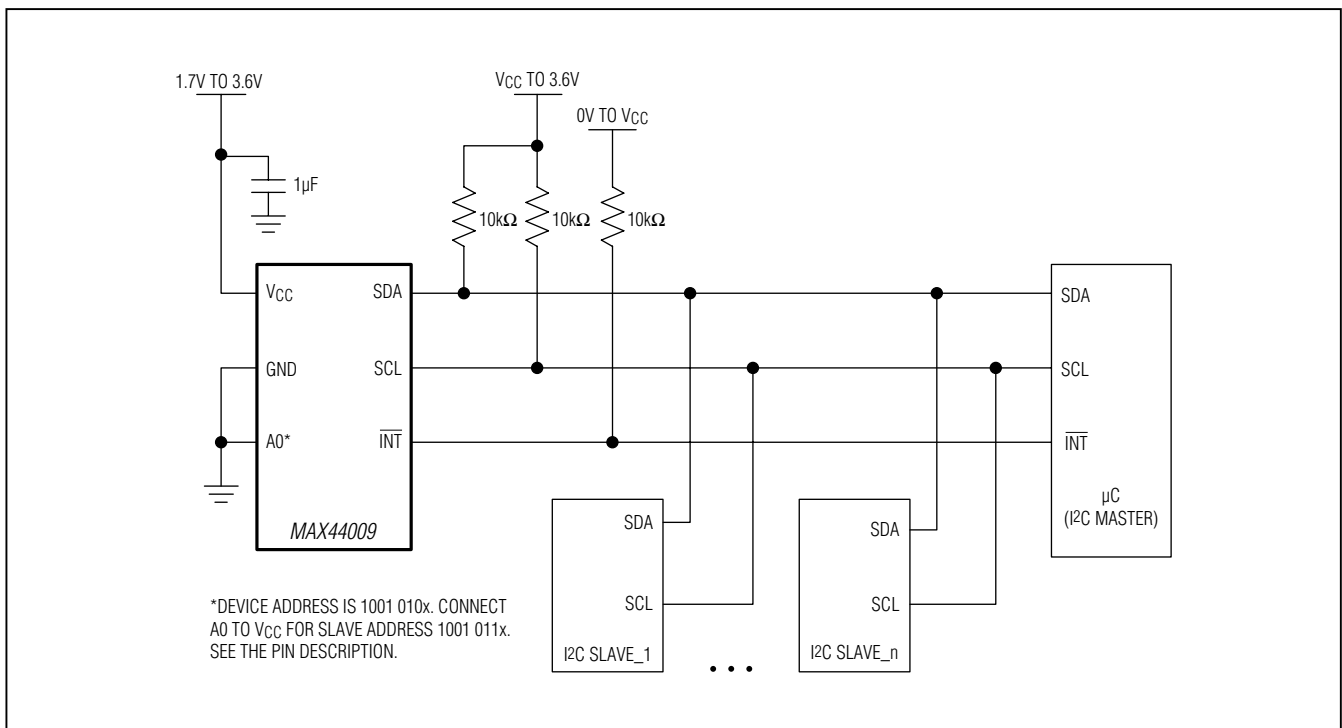 1.7V TO 3.6V
VCC TO 3.6V
0V TO VCC
1µF
10kΩ
10kΩ
10kΩ
VCC
SDA
GND
SCL
A0*
INT
MAX44009
SDA
SCL
INT
µC
(I2C MASTER)
SDA
SCL
I2C SLAVE_1
SDA
SCL
I2C SLAVE_n
*DEVICE ADDRESS IS 1001 010x. CONNECT
A0 TO VCC FOR SLAVE ADDRESS 1001 011x.
SEE THE PIN DESCRIPTION.